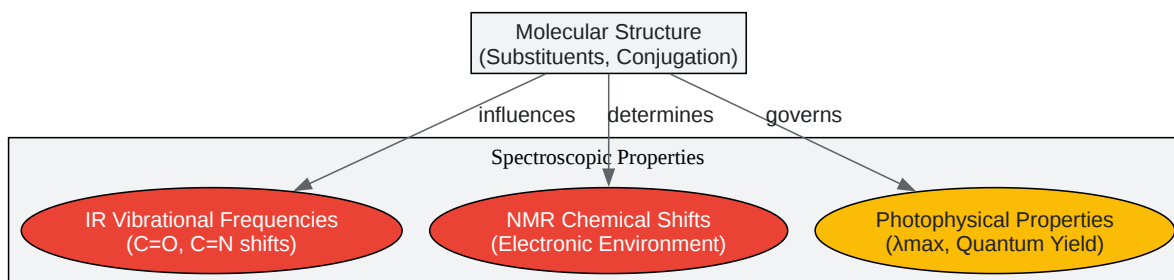 Molecular Structure
(Substituents, Conjugation)
influences
determines
governs
Spectroscopic Properties
IR Vibrational Frequencies
(C=O, C=N shifts)
NMR Chemical Shifts
(Electronic Environment)
Photophysical Properties
(λmax, Quantum Yield)